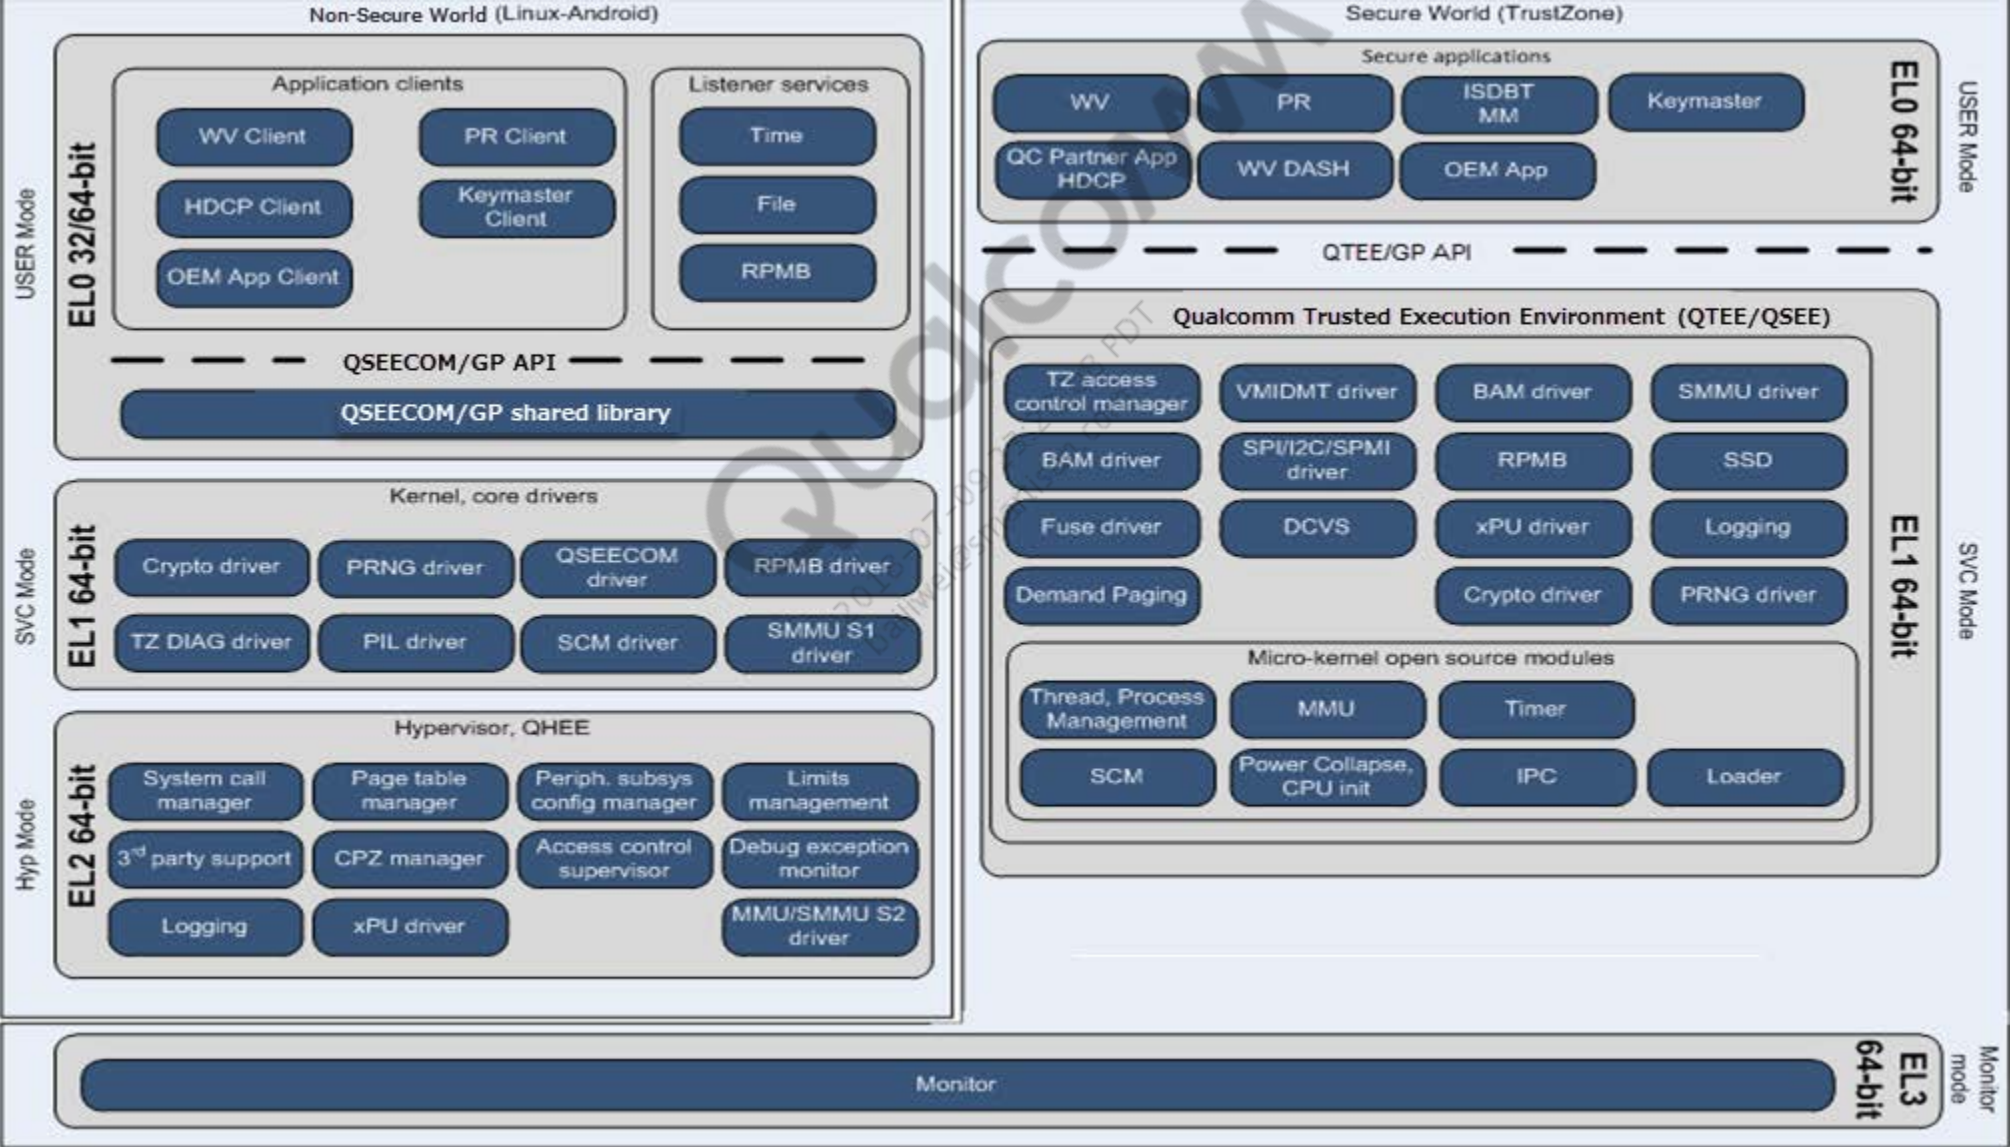 Non-Secure World (Linux-Android)
USER Mode
EL0 32/64-bit
Application clients
WV Client
PR Client
HDCP Client
Keymaster
Client
OEM App Client
Listener services
Time
File
RPMB
QSEECOM/GP API
QSEECOM/GP shared library
SVC Mode
EL1 64-bit
Kernel, core drivers
Crypto driver
PRNG driver
QSEECOM
driver
RPMB driver
TZ DIAG driver
PIL driver
SCM driver
SMMU S1
driver
Hyp Mode
EL2 64-bit
Hypervisor, QHEE
System call
manager
Page table
manager
Periph. subsys
config manager
Limits
management
3rd party support
CPZ manager
Access control
supervisor
Debug exception
monitor
Logging
xPU driver
MMU/SMMU S2
driver
Secure World (TrustZone)
Secure applications
WV
PR
ISDBT
MM
Keymaster
QC Partner App
HDCP
WV DASH
OEM App
EL0 64-bit
USER Mode
QTEE/GP API
Qualcomm Trusted Execution Environment (QTEE/QSEE)
TZ access
control manager
VMIDMT driver
BAM driver
SMMU driver
BAM driver
SPI/I2C/SPMI
driver
RPMB
SSD
Fuse driver
DCVS
xPU driver
Logging
Demand Paging
Crypto driver
PRNG driver
Micro-kernel open source modules
Thread, Process
Management
MMU
Timer
SCM
Power Collapse,
CPU init
IPC
Loader
EL1 64-bit
SVC Mode
Monitor
EL3
64-bit
Monitor
mode
Qualcomm